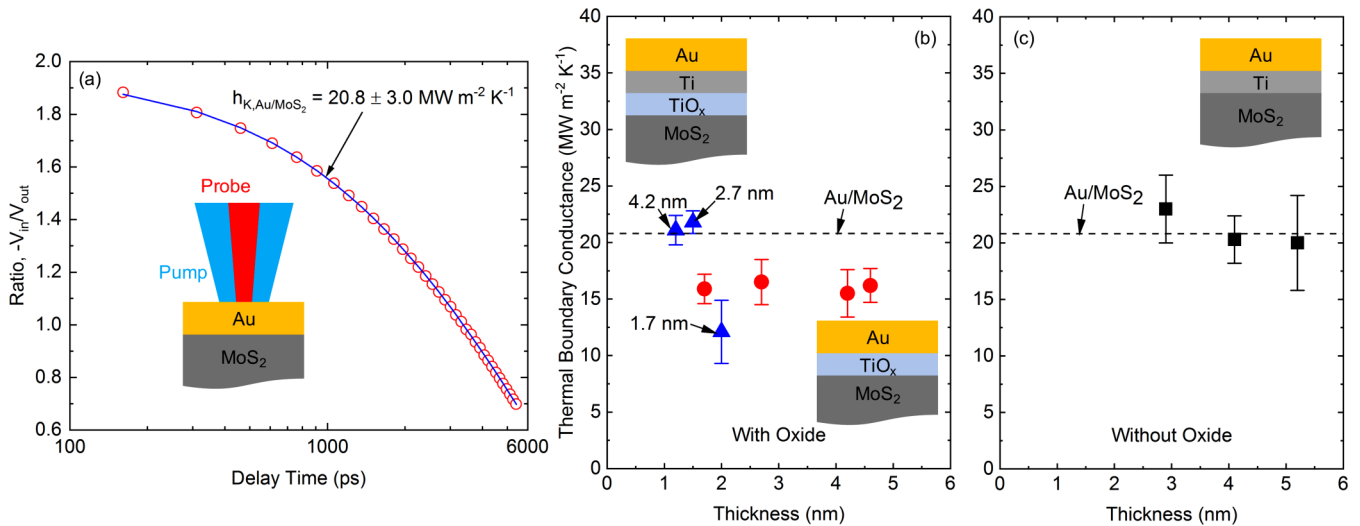 (a)
h_K,Au/MoS₂ = 20.8 ± 3.0 MW m⁻² K⁻¹
Probe
Pump
Au
MoS₂
2.0
1.8
1.6
1.4
1.2
1.0
0.8
0.6
100
1000
6000
Ratio, -V_in/V_out
Delay Time (ps)
(b)
Au
Ti
TiOₓ
MoS₂
4.2 nm
2.7 nm
Au/MoS₂
1.7 nm
Au
TiOₓ
MoS₂
With Oxide
40
35
30
25
20
15
10
5
0
0
1
2
3
4
5
6
Thermal Boundary Conductance (MW m⁻² K⁻¹)
Thickness (nm)
(c)
Au
Ti
MoS₂
Au/MoS₂
Without Oxide
40
35
30
25
20
15
10
5
0
0
1
2
3
4
5
6
Thickness (nm)